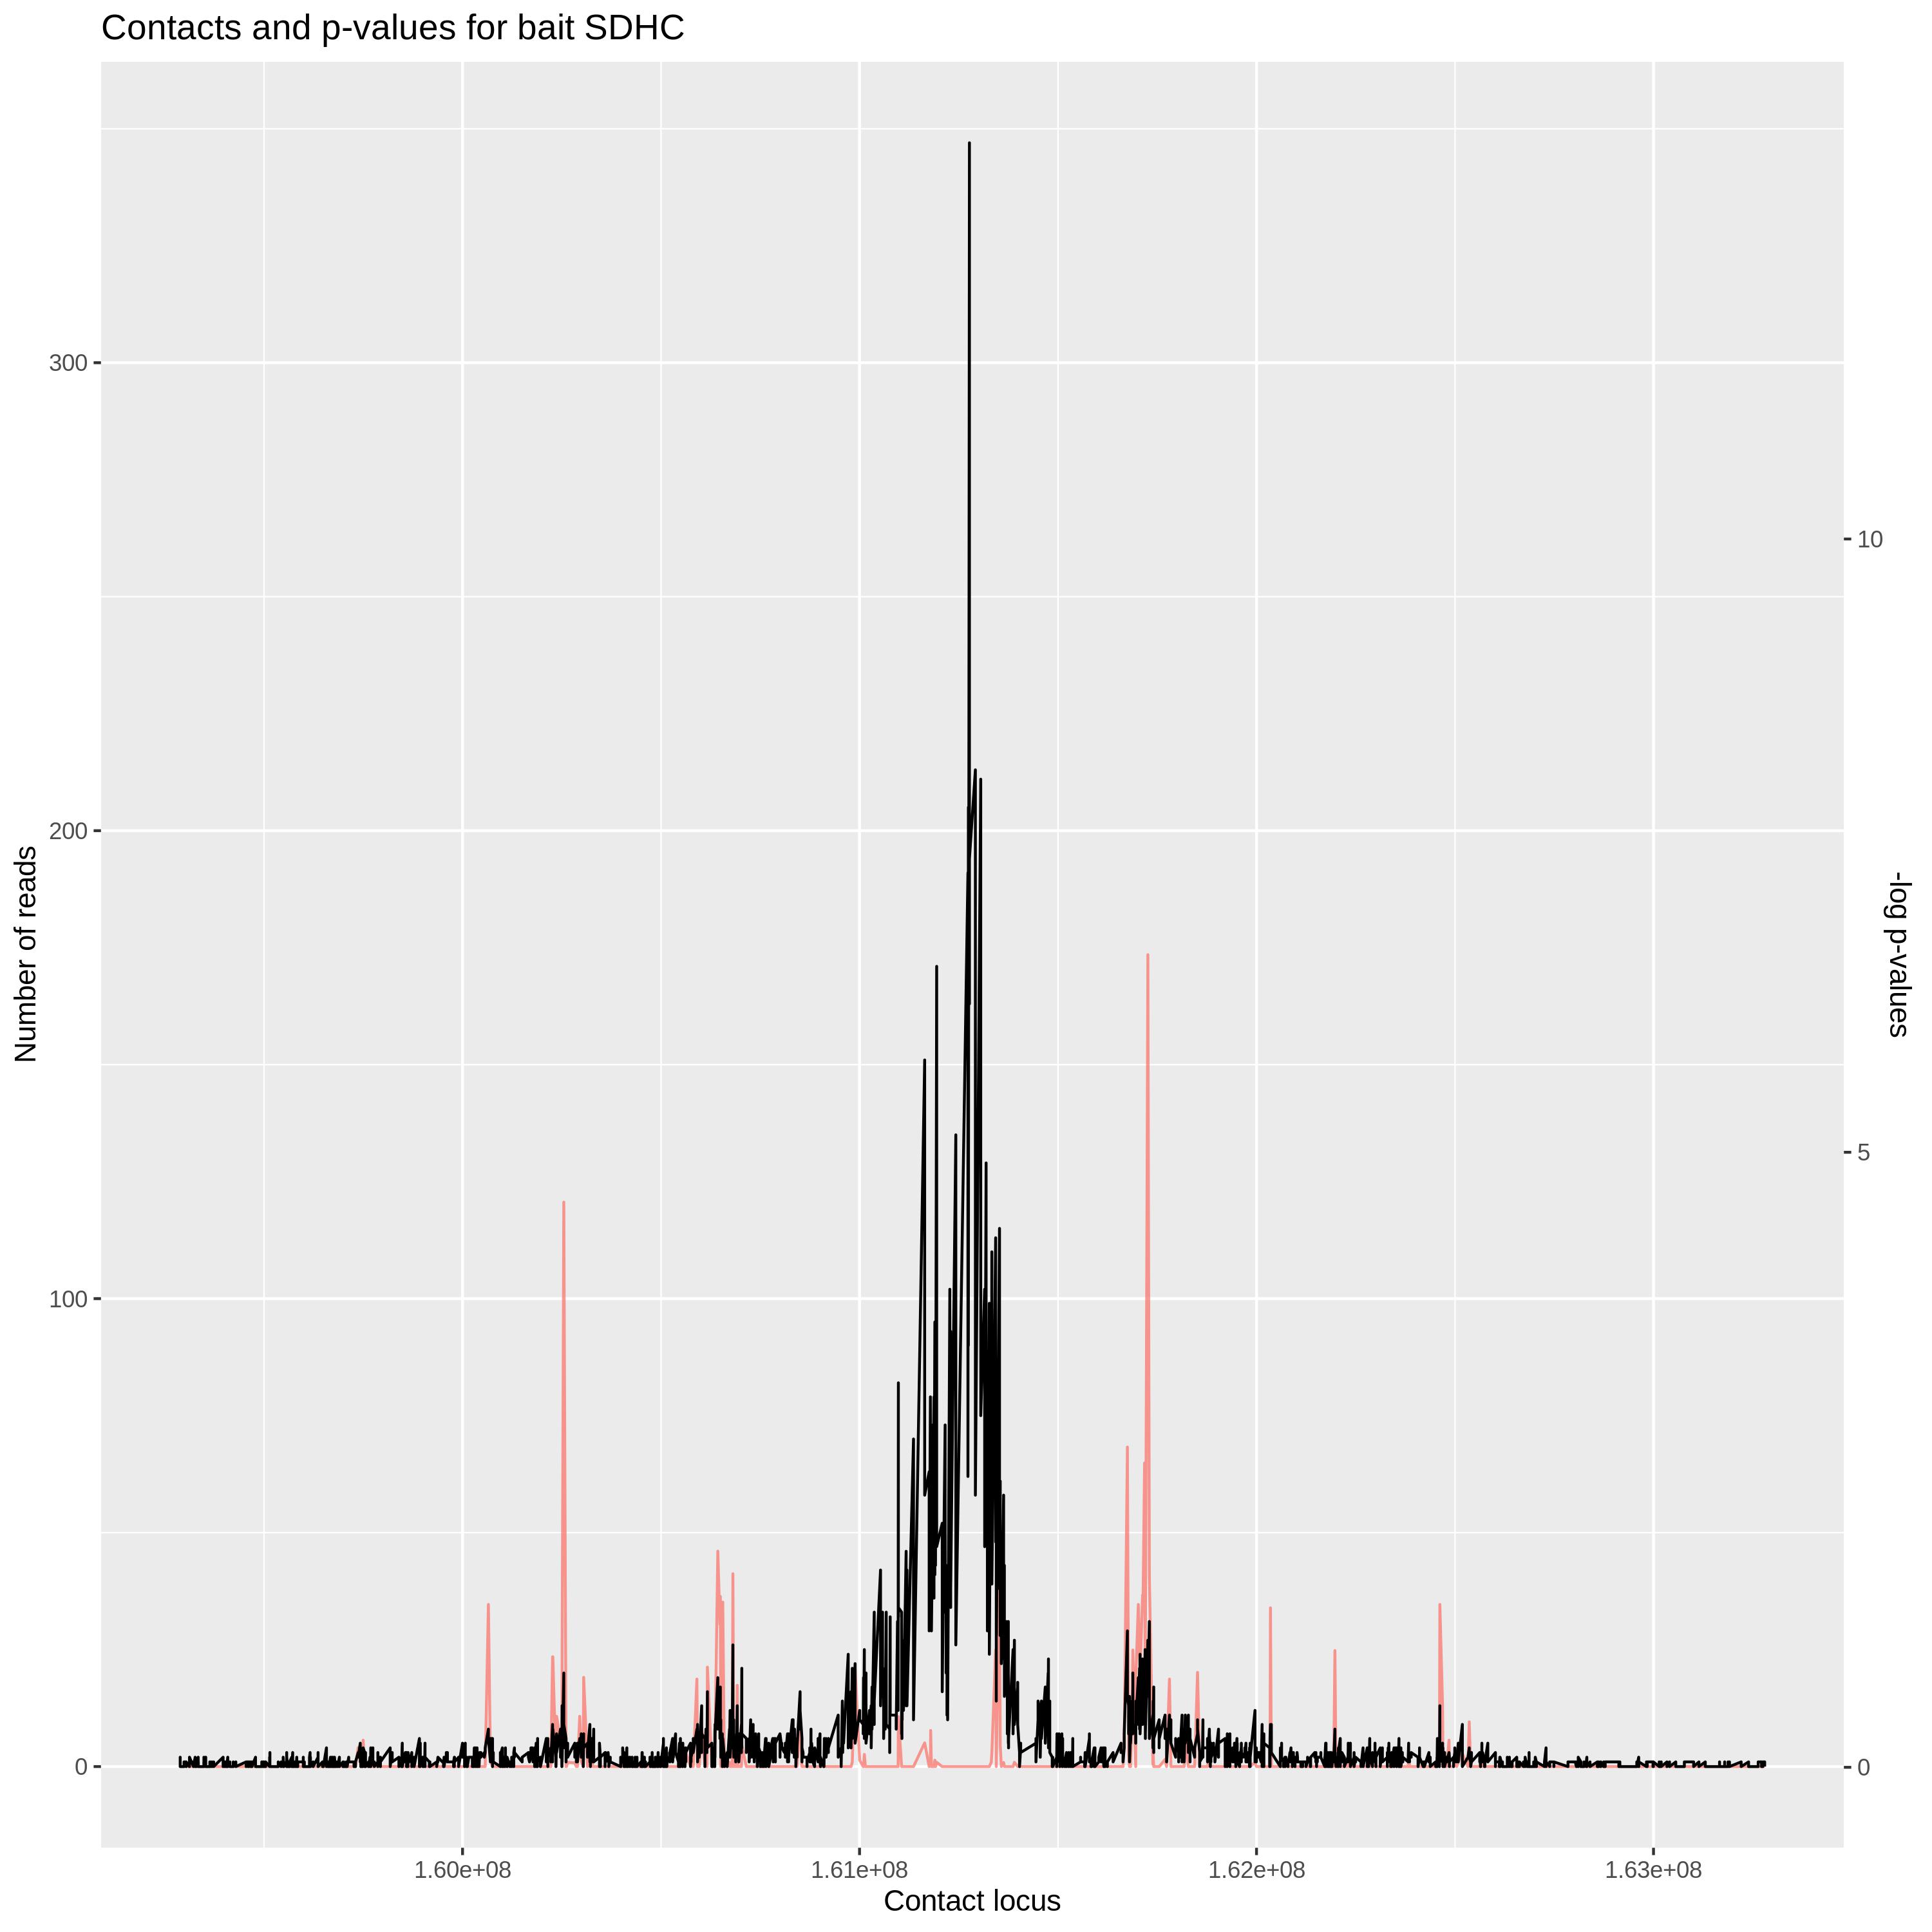 Contacts and p-values for bait SDHC
300
200
100
0
Number of reads
10
5
0
-log p-values
1.60e+08
1.61e+08
1.62e+08
1.63e+08
Contact locus